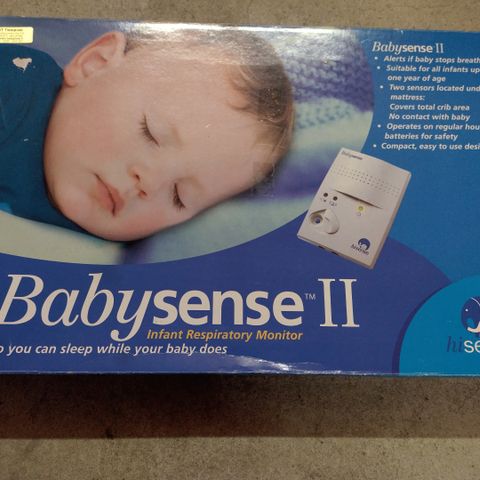 Babysense II
• Alerts if baby stops breath
• Suitable for all infants up
one year of age
• Two sensors located und
mattress:
Covers total crib area
No contact with baby
• Operates on regular hou
batteries for safety
• Compact, easy to use desi
Babysense
hisense
Babysense™ II
Infant Respiratory Monitor
o you can sleep while your baby does
hise